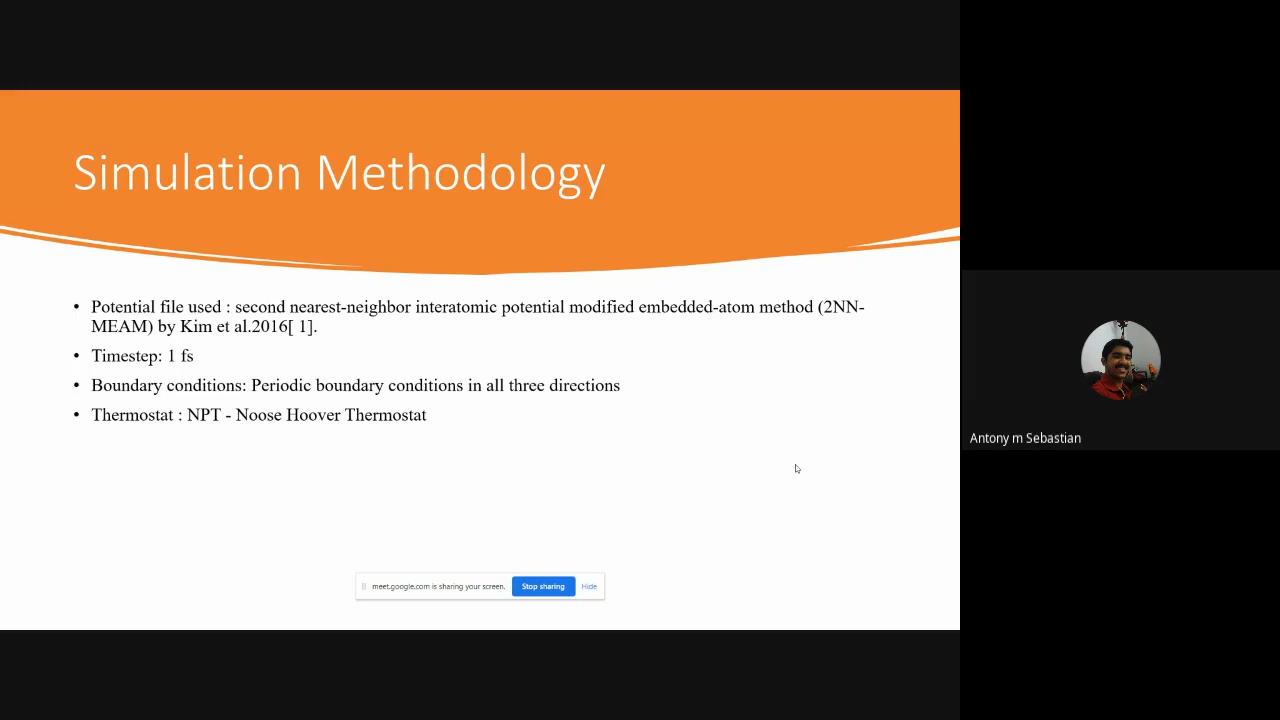 Simulation Methodology
• Potential file used : second nearest-neighbor interatomic potential modified embedded-atom method (2NN-
MEAM) by Kim et al.2016[ 1].
• Timestep: 1 fs
• Boundary conditions: Periodic boundary conditions in all three directions
• Thermostat : NPT - Noose Hoover Thermostat
meet.google.com is sharing your screen. Stop sharing Hide
Antony m Sebastian